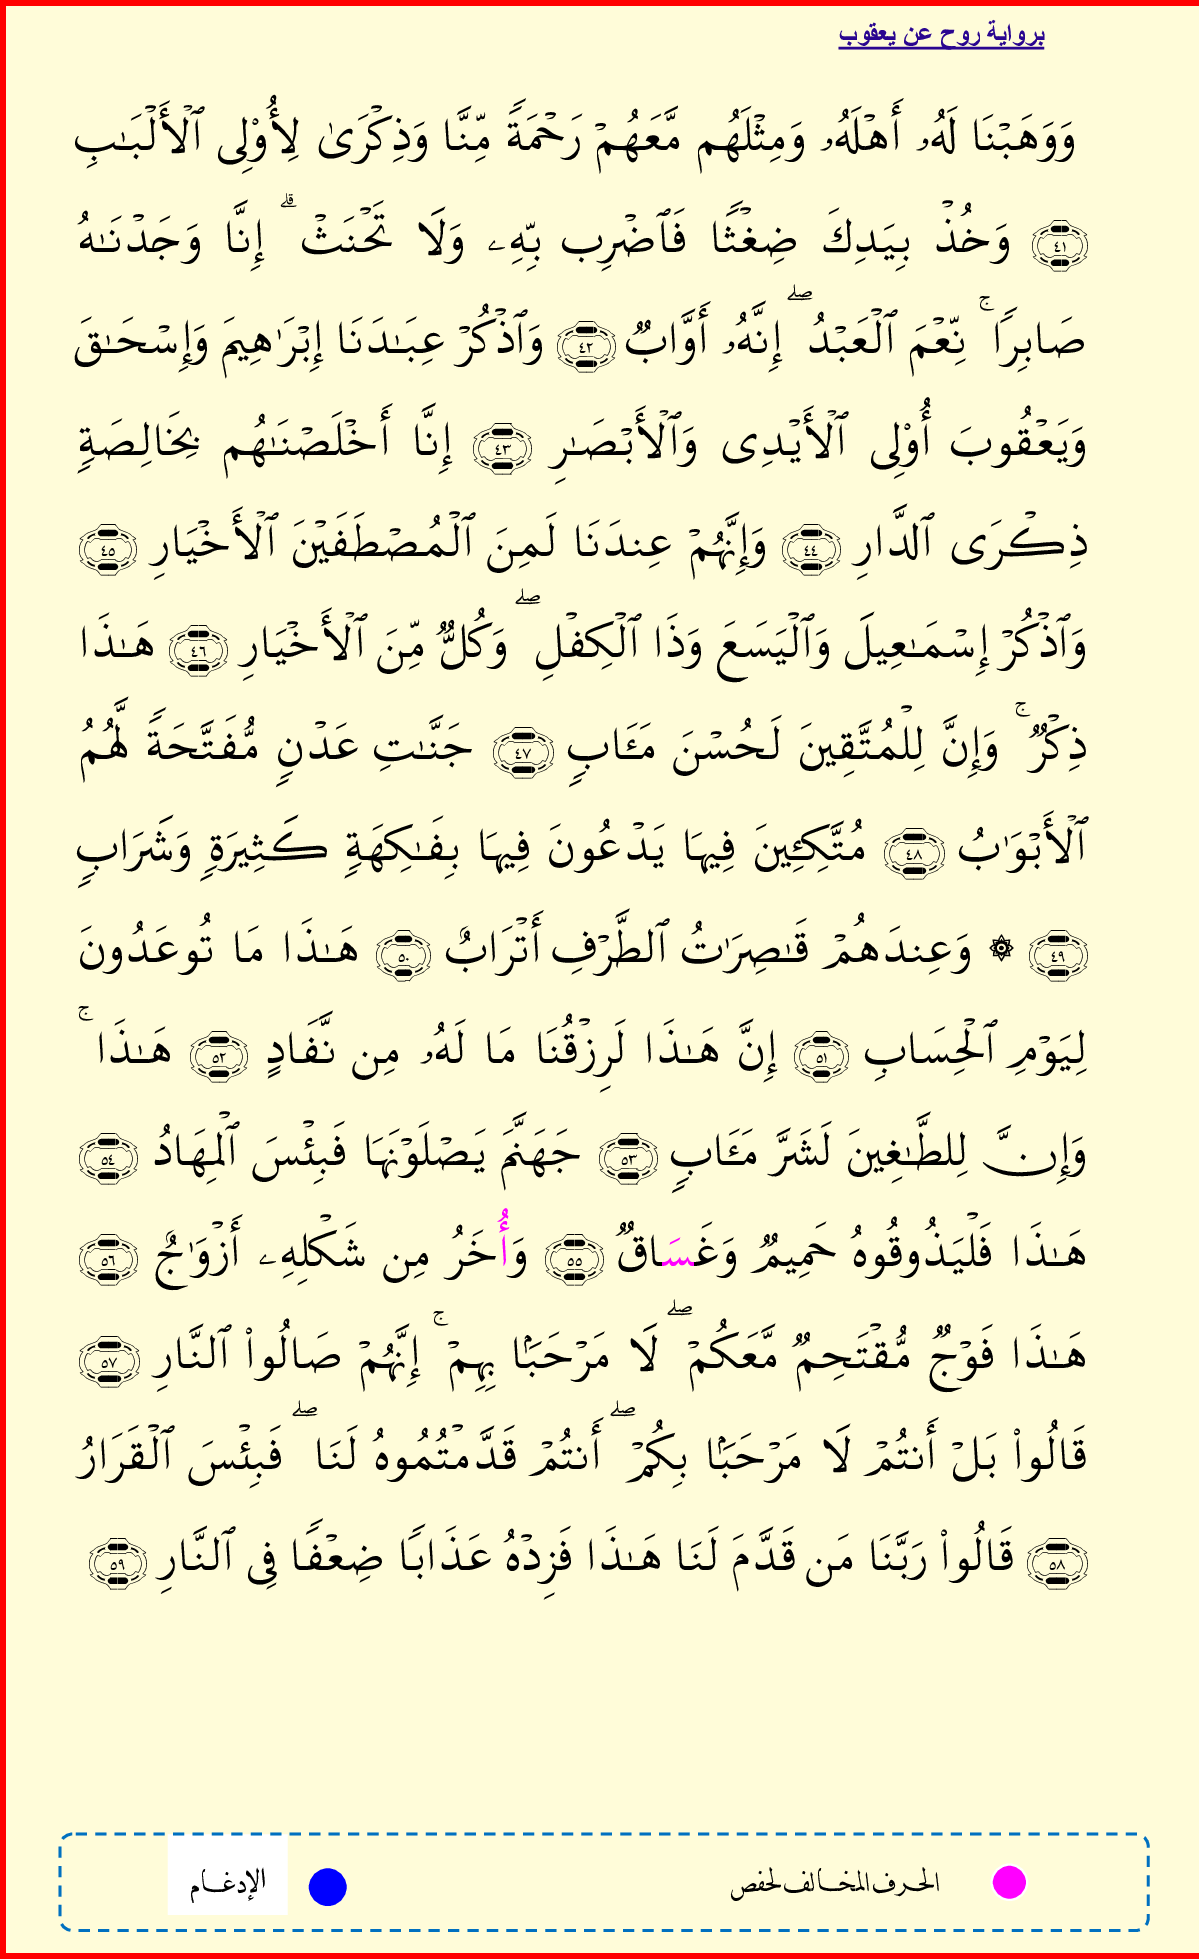 برواية روح عن يعقوب
وَوَهَبۡنَا لَهُۥ أَهۡلَهُۥ وَمِثۡلَهُم مَّعَهُمۡ رَحۡمَةٗ مِّنَّا وَذِكۡرَىٰ لِأُوْلِي ٱلۡأَلۡبَٰبِ
٤١ وَخُذۡ بِيَدِكَ ضِغۡثٗا فَٱضۡرِب بِّهِۦ وَلَا تَحۡنَثۡۗ إِنَّا وَجَدۡنَٰهُ
صَابِرٗاۚ نِّعۡمَ ٱلۡعَبۡدُ ۖ إِنَّهُۥ أَوَّابٞ ٤٢ وَٱذۡكُرۡ عِبَٰدَنَا إِبۡرَٰهِيمَ وَإِسۡحَٰقَ
وَيَعۡقُوبَ أُوْلِي ٱلۡأَيۡدِي وَٱلۡأَبۡصَٰرِ ٤٣ إِنَّا أَخۡلَصۡنَٰهُم بِخَالِصَةٖ
ذِكۡرَى ٱلدَّارِ ٤٤ وَإِنَّهُمۡ عِندَنَا لَمِنَ ٱلۡمُصۡطَفَيۡنَ ٱلۡأَخۡيَارِ ٤٥
وَٱذۡكُرۡ إِسۡمَٰعِيلَ وَٱلۡيَسَعَ وَذَا ٱلۡكِفۡلِ ۖ وَكُلّٞ مِّنَ ٱلۡأَخۡيَارِ ٤٦ هَٰذَا
ذِكۡرٞ ۚ وَإِنَّ لِلۡمُتَّقِينَ لَحُسۡنَ مَـَٔابٖ ٤٧ جَنَّٰتِ عَدۡنٖ مُّفَتَّحَةٗ لَّهُمُ
ٱلۡأَبۡوَٰبُ ٤٨ مُتَّكِـِٔينَ فِيهَا يَدۡعُونَ فِيهَا بِفَٰكِهَةٖ كَثِيرَةٖ وَشَرَابٖ
٤٩ ۞ وَعِندَهُمۡ قَٰصِرَٰتُ ٱلطَّرۡفِ أَتۡرَابٌ ٥٠ هَٰذَا مَا تُوعَدُونَ
لِيَوۡمِ ٱلۡحِسَابِ ٥١ إِنَّ هَٰذَا لَرِزۡقُنَا مَا لَهُۥ مِن نَّفَادٍ ٥٢ هَٰذَاۚ
وَإِنَّ لِلطَّٰغِينَ لَشَرَّ مَـَٔابٖ ٥٣ جَهَنَّمَ يَصۡلَوۡنَهَا فَبِئۡسَ ٱلۡمِهَادُ ٥٤
هَٰذَا فَلۡيَذُوقُوهُ حَمِيمٞ وَغَسَاقٞ ٥٥ وَأُخَرُ مِن شَكۡلِهِۦ أَزۡوَٰجٌ ٥٦
هَٰذَا فَوۡجٞ مُّقۡتَحِمٞ مَّعَكُمۡ ۖ لَا مَرۡحَبَۢا بِهِمۡ ۚ إِنَّهُمۡ صَالُواْ ٱلنَّارِ ٥٧
قَالُواْ بَلۡ أَنتُمۡ لَا مَرۡحَبَۢا بِكُمۡ ۖ أَنتُمۡ قَدَّمۡتُمُوهُ لَنَا ۖ فَبِئۡسَ ٱلۡقَرَارُ
٥٨ قَالُواْ رَبَّنَا مَن قَدَّمَ لَنَا هَٰذَا فَزِدۡهُ عَذَابٗا ضِعۡفٗا فِي ٱلنَّارِ ٥٩
الحرف المخالف لحفص الإدغام